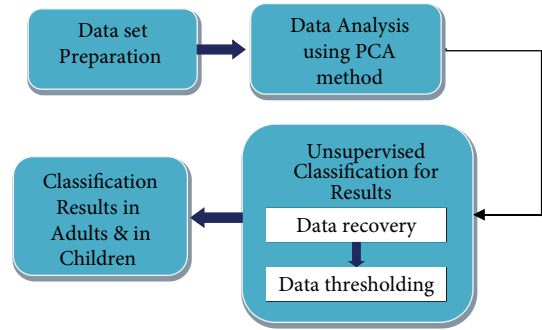 Data set
Preparation
Data Analysis
using PCA
method
Unsupervised
Classification for
Results
Data recovery
Data thresholding
Classification
Results in
Adults & in
Children